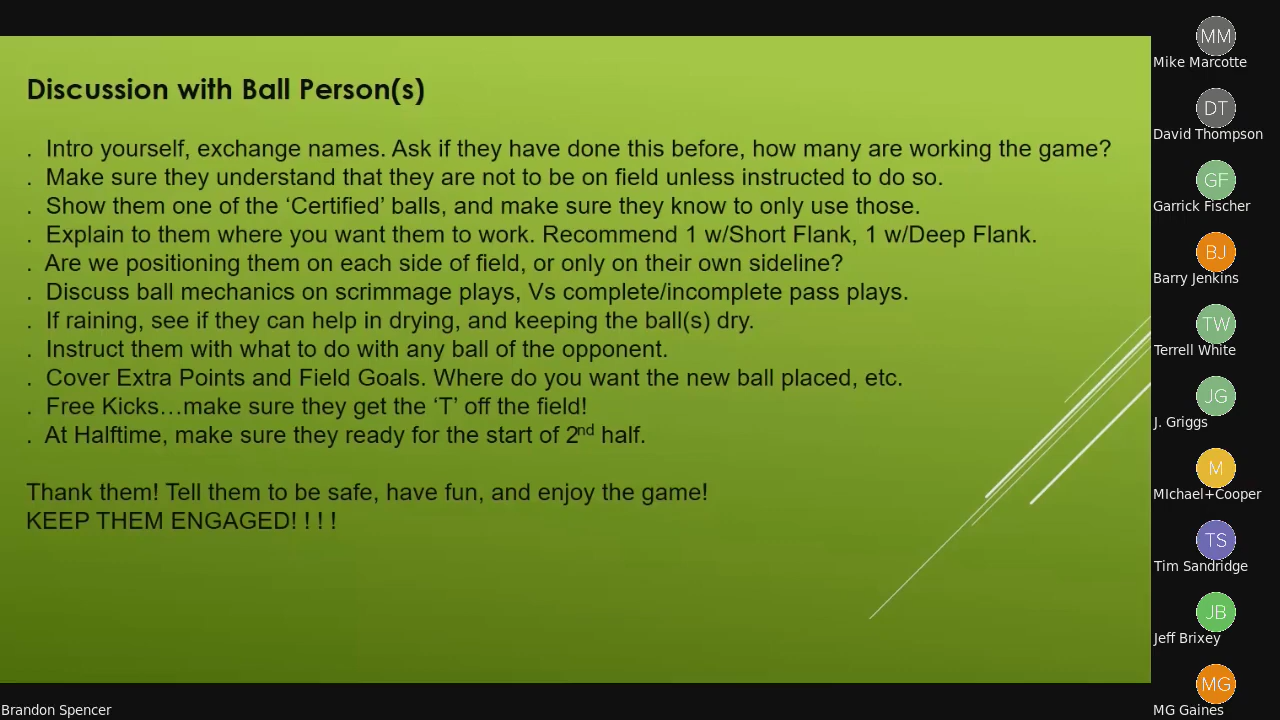 Discussion with Ball Person(s)
. Intro yourself, exchange names. Ask if they have done this before, how many are working the game?
. Make sure they understand that they are not to be on field unless instructed to do so.
. Show them one of the ‘Certified’ balls, and make sure they know to only use those.
. Explain to them where you want them to work. Recommend 1 w/Short Flank, 1 w/Deep Flank.
. Are we positioning them on each side of field, or only on their own sideline?
. Discuss ball mechanics on scrimmage plays, Vs complete/incomplete pass plays.
. If raining, see if they can help in drying, and keeping the ball(s) dry.
. Instruct them with what to do with any ball of the opponent.
. Cover Extra Points and Field Goals. Where do you want the new ball placed, etc.
. Free Kicks…make sure they get the ‘T’ off the field!
. At Halftime, make sure they ready for the start of 2nd half.
Thank them! Tell them to be safe, have fun, and enjoy the game!
KEEP THEM ENGAGED! ! ! !
Brandon Spencer
MM
Mike Marcotte
DT
David Thompson
GF
Garrick Fischer
BJ
Barry Jenkins
TW
Terrell White
JG
J. Griggs
M
MIchael+Cooper
TS
Tim Sandridge
JB
Jeff Brixey
MG
MG Gaines